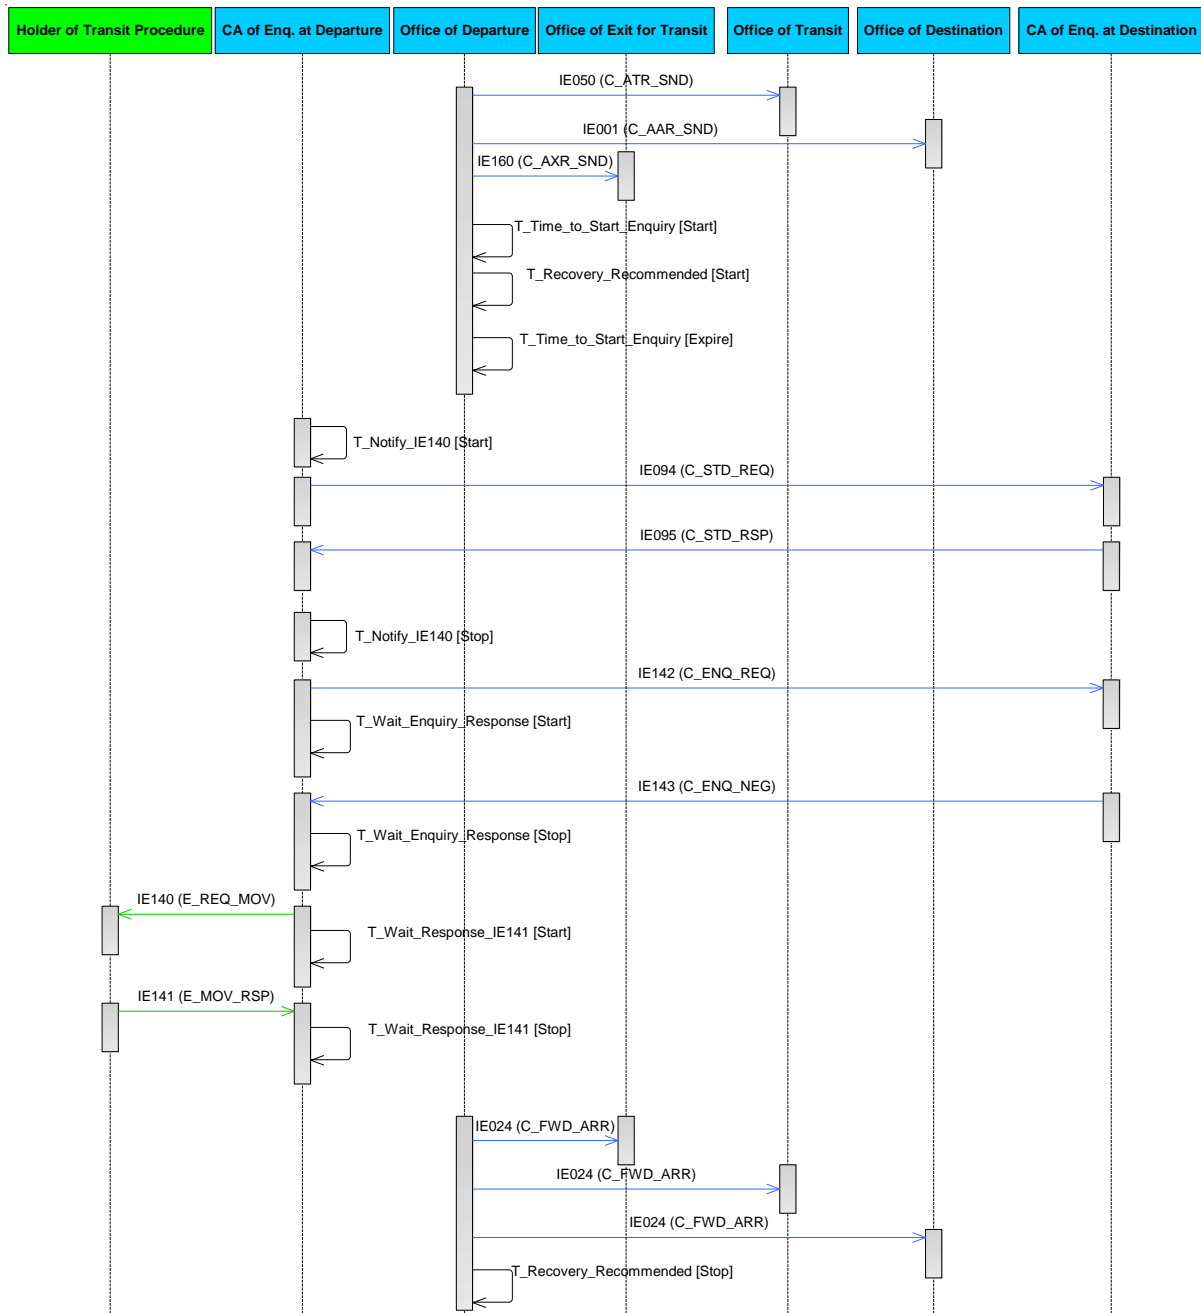 Holder of Transit Procedure
CA of Enq. at Departure
Office of Departure
Office of Exit for Transit
Office of Transit
Office of Destination
CA of Enq. at Destination
IE050 (C_ATR_SND)
IE001 (C_AAR_SND)
IE160 (C_AXR_SND)
T_Time_to_Start_Enquiry [Start]
T_Recovery_Recommended [Start]
T_Time_to_Start_Enquiry [Expire]
T_Notify_IE140 [Start]
IE094 (C_STD_REQ)
IE095 (C_STD_RSP)
T_Notify_IE140 [Stop]
IE142 (C_ENQ_REQ)
T_Wait_Enquiry_Response [Start]
IE143 (C_ENQ_NEG)
T_Wait_Enquiry_Response [Stop]
IE140 (E_REQ_MOV)
T_Wait_Response_IE141 [Start]
IE141 (E_MOV_RSP)
T_Wait_Response_IE141 [Stop]
IE024 (C_FWD_ARR)
IE024 (C_FWD_ARR)
IE024 (C_FWD_ARR)
T_Recovery_Recommended [Stop]